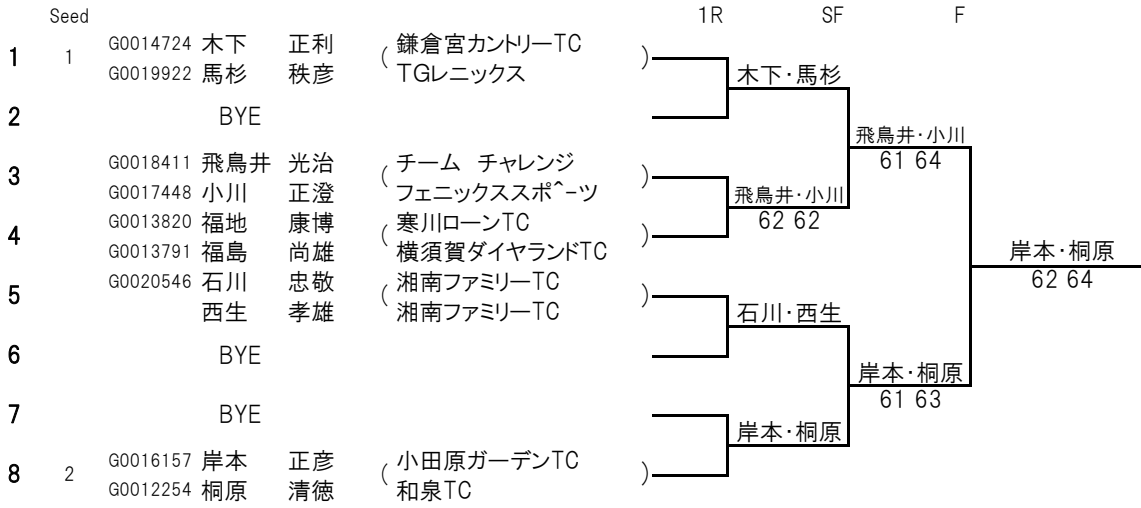 Seed 1R SF F
1 1 G0014724 木下 正利 ( 鎌倉宮カントリーTC )
G0019922 馬杉 秩彦 TGレニックス
木下・馬杉
2 BYE
飛鳥井・小川
61 64
3 G0018411 飛鳥井 光治 ( チーム チャレンジ )
G0017448 小川 正澄 フェニックススポ^-ツ
飛鳥井・小川
62 62
4 G0013820 福地 康博 ( 寒川ローンTC )
G0013791 福島 尚雄 横須賀ダイヤランドTC
岸本・桐原
62 64
5 G0020546 石川 忠敬 ( 湘南ファミリーTC )
西生 孝雄 湘南ファミリーTC
石川・西生
6 BYE
岸本・桐原
61 63
7 BYE
岸本・桐原
8 2 G0016157 岸本 正彦 ( 小田原ガーデンTC )
G0012254 桐原 清徳 和泉TC